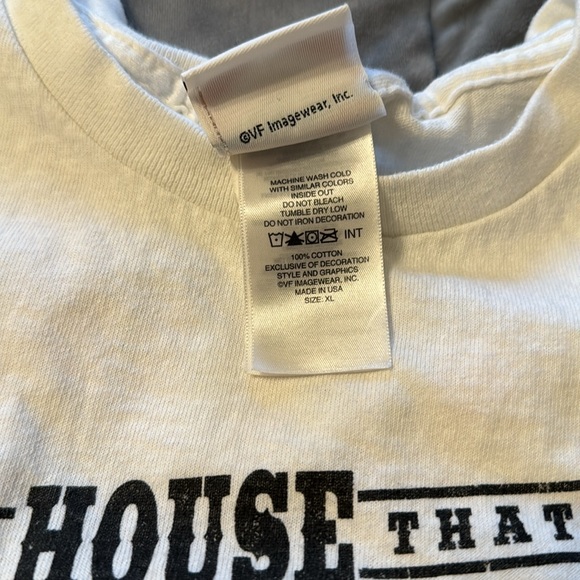 ©VF Imagewear, Inc.
MACHINE WASH COLD
WITH SIMILAR COLORS
INSIDE OUT
DO NOT BLEACH
TUMBLE DRY LOW
DO NOT IRON DECORATION
INT
100% COTTON
EXCLUSIVE OF DECORATION
STYLE AND GRAPHICS
©VF IMAGEWEAR, INC.
MADE IN USA
SIZE: XL
HOUSE THAT